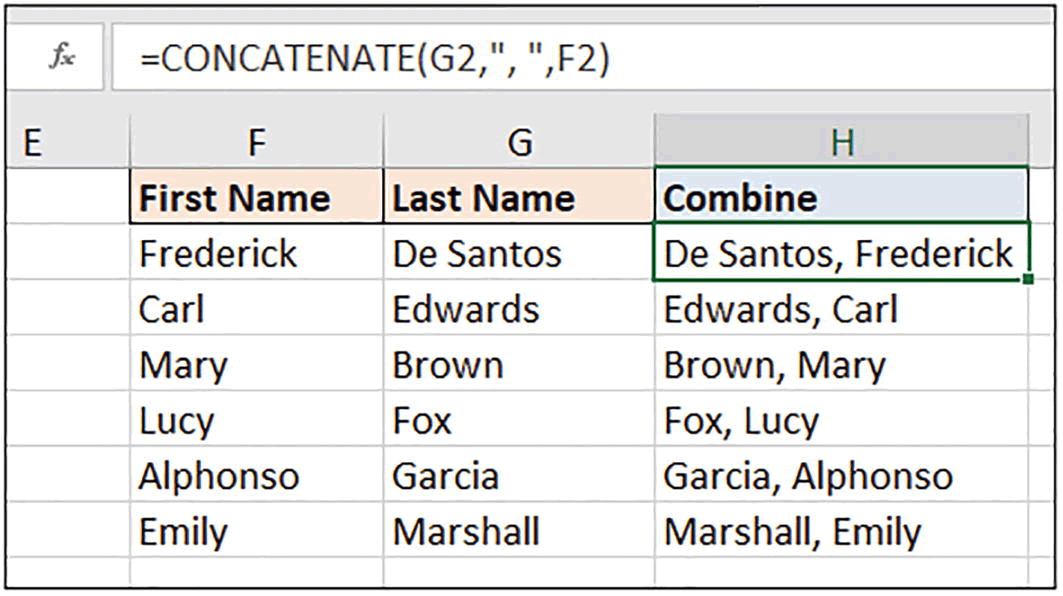 fx =CONCATENATE(G2,", ",F2)
E F G H
First Name Last Name Combine
Frederick De Santos De Santos, Frederick
Carl Edwards Edwards, Carl
Mary Brown Brown, Mary
Lucy Fox Fox, Lucy
Alphonso Garcia Garcia, Alphonso
Emily Marshall Marshall, Emily